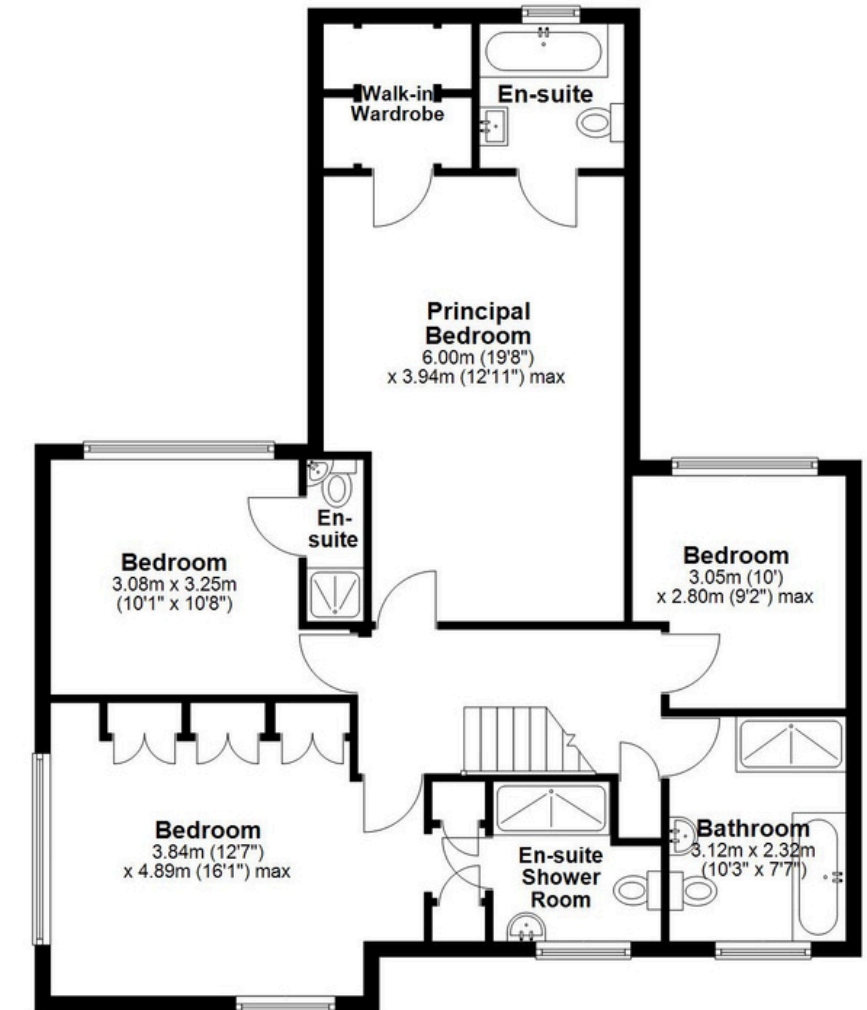 Walk-in
Wardrobe
En-suite
Principal
Bedroom
6.00m (19'8")
x 3.94m (12'11") max
En-
suite
Bedroom
3.08m x 3.25m
(10'1" x 10'8")
Bedroom
3.05m (10')
x 2.80m (9'2") max
Bedroom
3.84m (12'7")
x 4.89m (16'1") max
En-suite
Shower
Room
Bathroom
3.12m x 2.32m
(10'3" x 7'7")